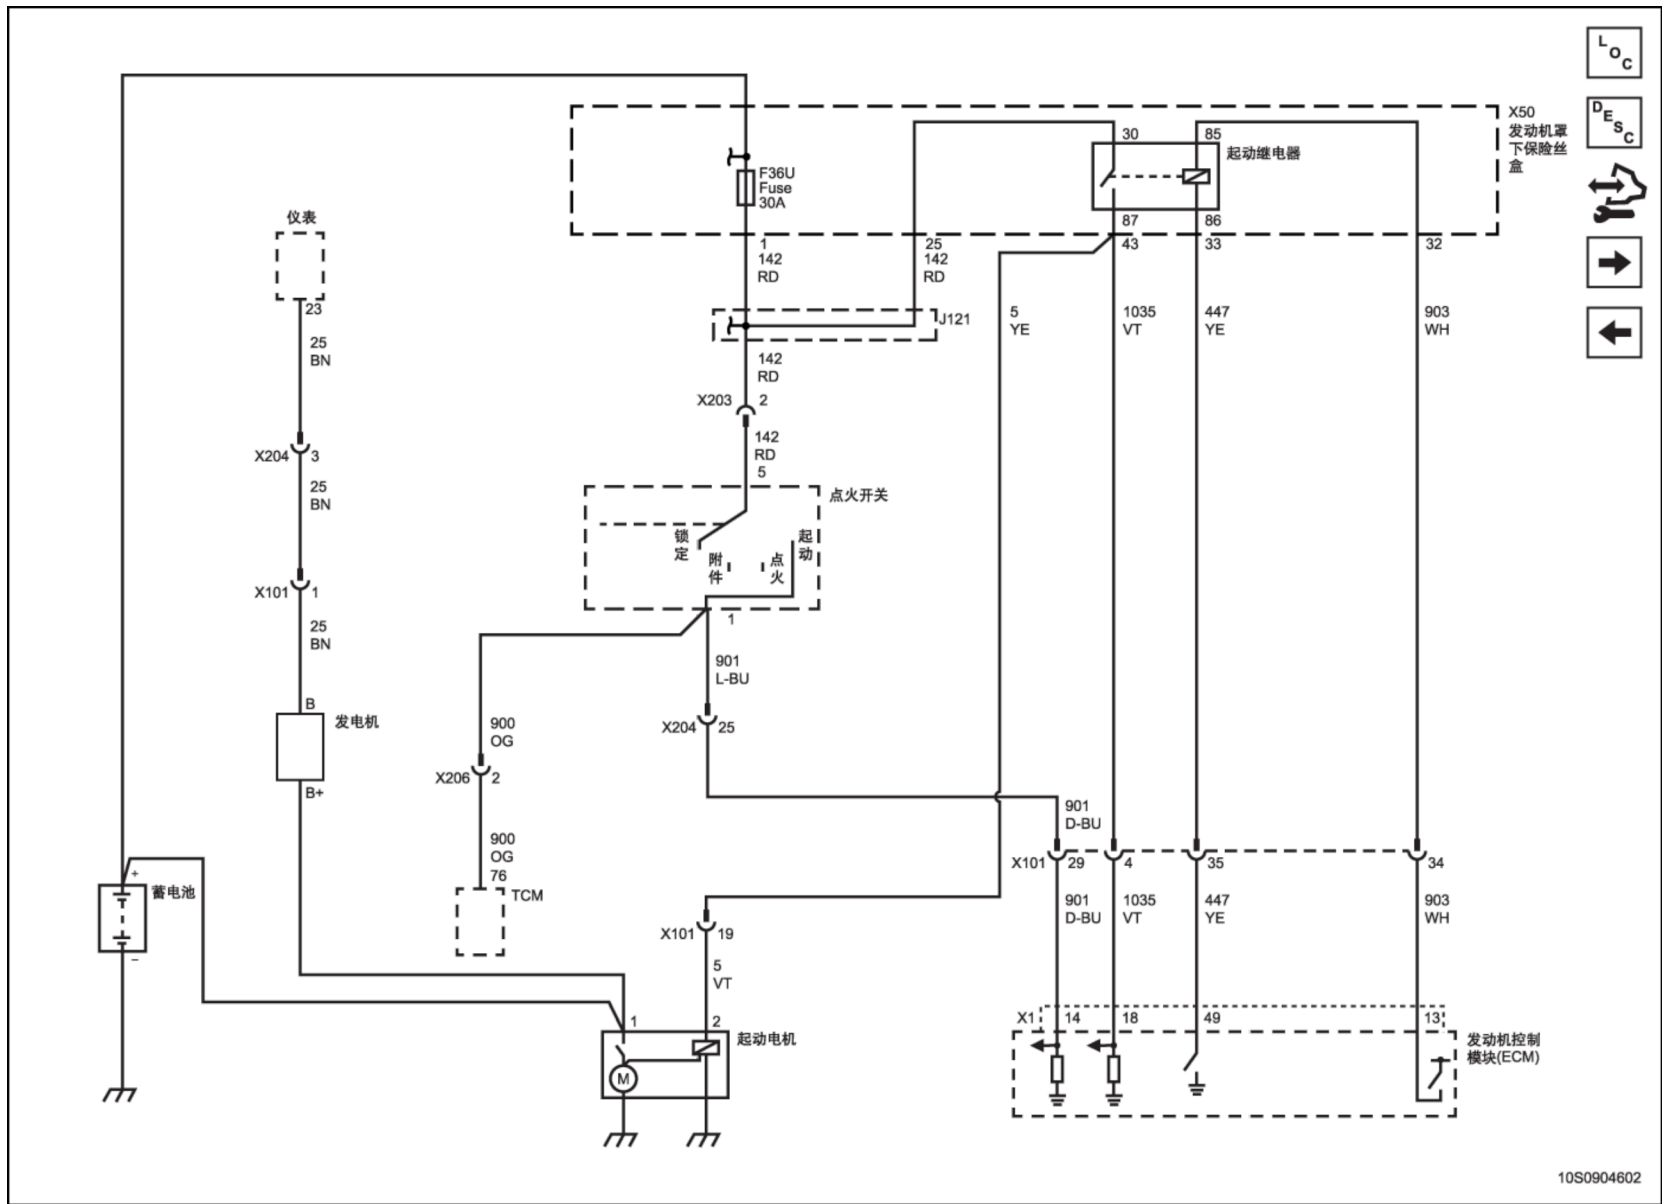 L
O
C
D
E
S
C
X50
发动机罩
下保险丝
盒
30
85
起动继电器
F36U
Fuse
30A
87
86
仪表
1
142
RD
25
142
RD
43
33
32
23
25
BN
5
YE
1035
VT
447
YE
903
WH
J121
142
RD
X203
2
142
RD
5
X204
3
25
BN
点火开关
锁
定
附
件
点
火
起
动
X101
1
25
BN
1
901
L-BU
B
发电机
900
OG
X204
25
X206
2
B+
901
D-BU
900
OG
76
TCM
X101
29
4
35
34
+
蓄电池
−
901
D-BU
1035
VT
447
YE
903
WH
X101
19
5
VT
1
2
起动电机
M
X1
14
18
49
13
发动机控制
模块(ECM)
10S0904602